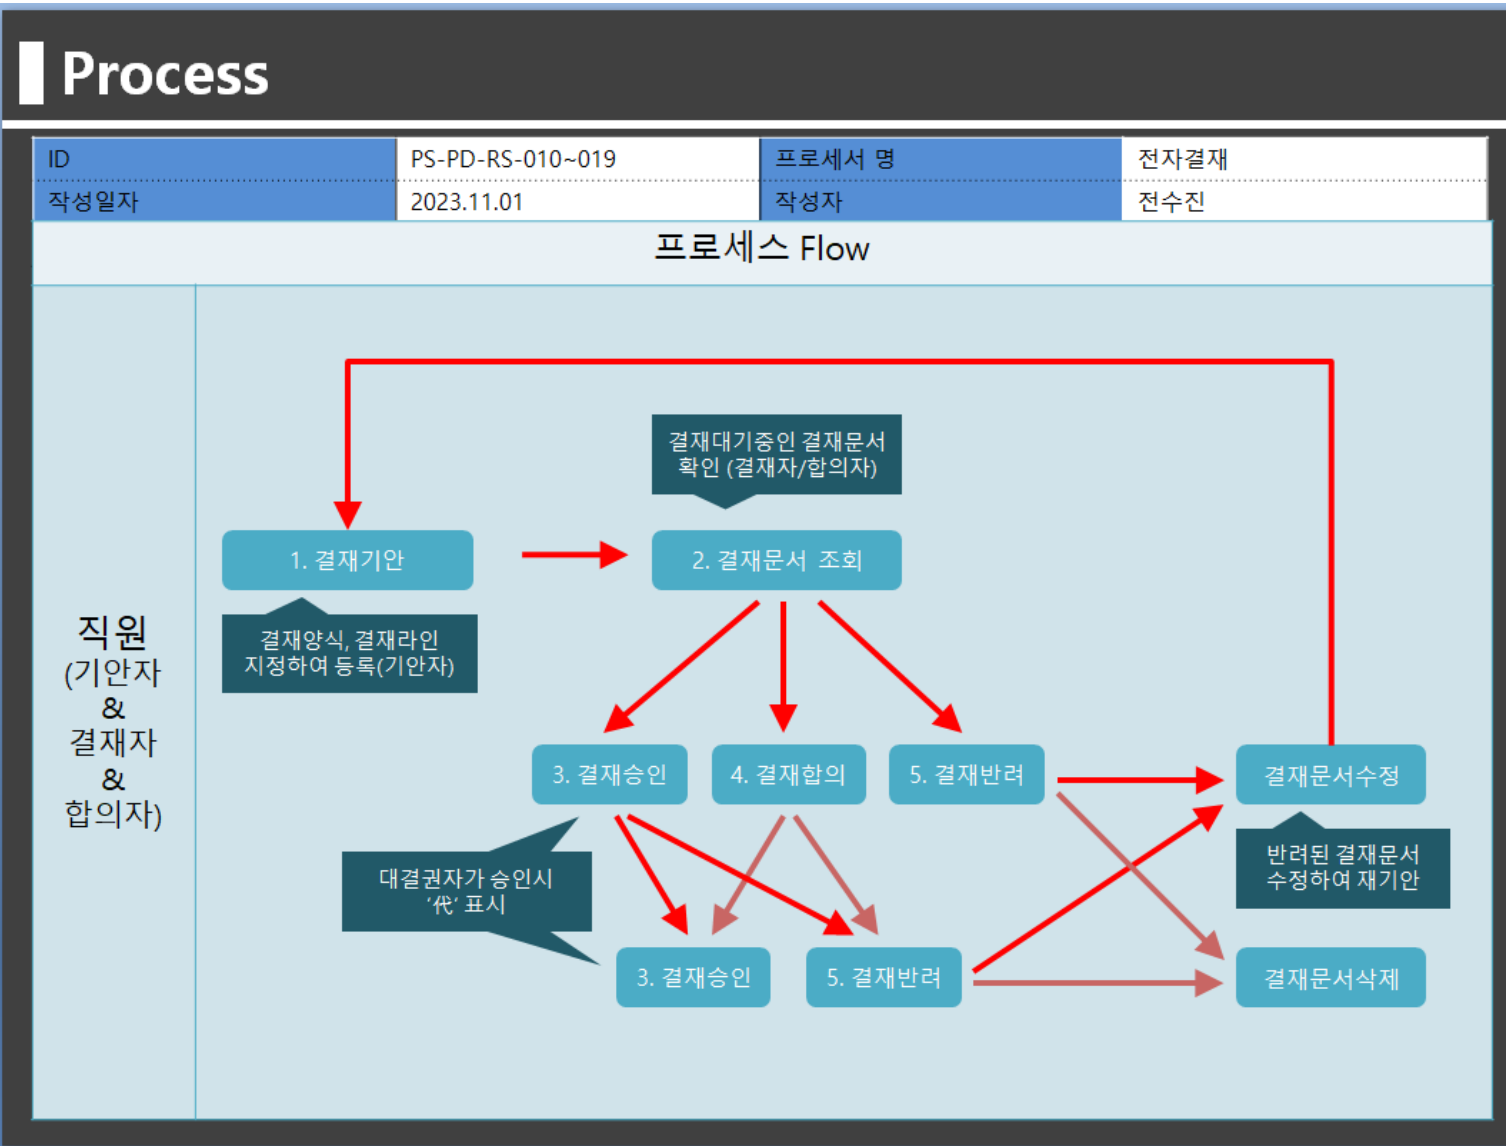 Process
ID
PS-PD-RS-010~019
프로세서 명
전자결재
작성일자
2023.11.01
작성자
전수진
프로세스 Flow
직원
(기안자
&
결재자
&
합의자)
결재대기중인 결재문서
확인 (결재자/합의자)
1. 결재기안
2. 결재문서 조회
결재양식, 결재라인
지정하여 등록(기안자)
3. 결재승인
4. 결재합의
5. 결재반려
결재문서수정
대결권자가 승인시
‘代‘ 표시
반려된 결재문서
수정하여 재기안
3. 결재승인
5. 결재반려
결재문서삭제